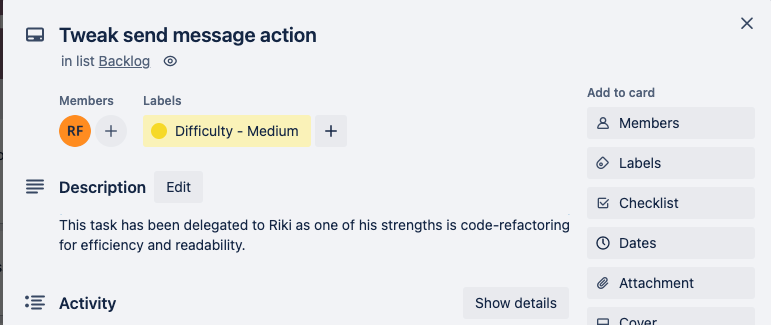 Tweak send message action
in list Backlog
Members
Labels
RF
Difficulty - Medium
Description
Edit
This task has been delegated to Riki as one of his strengths is code-refactoring
for efficiency and readability.
Activity
Show details
Add to card
Members
Labels
Checklist
Dates
Attachment
Cover